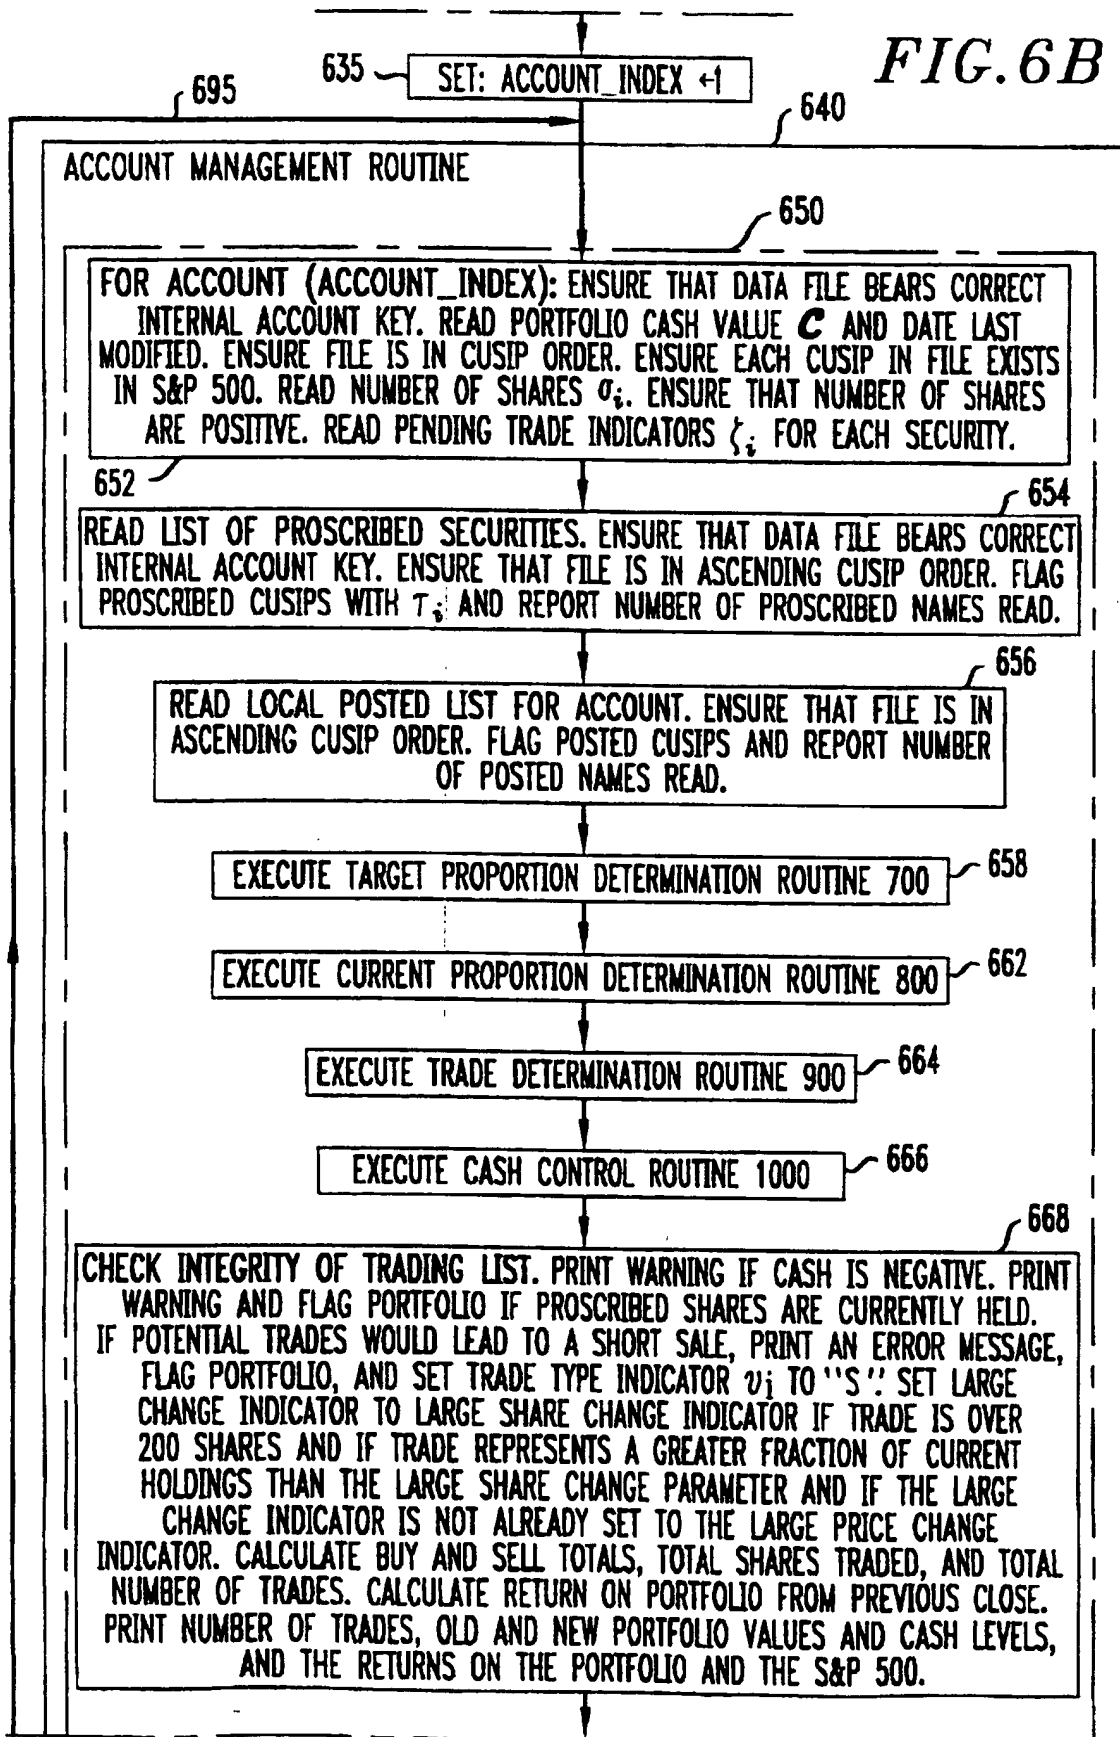 FIG.6B
635
SET: ACCOUNT_INDEX ←1
695
640
ACCOUNT MANAGEMENT ROUTINE
650
FOR ACCOUNT (ACCOUNT_INDEX): ENSURE THAT DATA FILE BEARS CORRECT
INTERNAL ACCOUNT KEY. READ PORTFOLIO CASH VALUE C AND DATE LAST
MODIFIED. ENSURE FILE IS IN CUSIP ORDER. ENSURE EACH CUSIP IN FILE EXISTS
IN S&P 500. READ NUMBER OF SHARES σi. ENSURE THAT NUMBER OF SHARES
ARE POSITIVE. READ PENDING TRADE INDICATORS ζi FOR EACH SECURITY.
652
654
READ LIST OF PROSCRIBED SECURITIES. ENSURE THAT DATA FILE BEARS CORRECT
INTERNAL ACCOUNT KEY. ENSURE THAT FILE IS IN ASCENDING CUSIP ORDER. FLAG
PROSCRIBED CUSIPS WITH τi AND REPORT NUMBER OF PROSCRIBED NAMES READ.
656
READ LOCAL POSTED LIST FOR ACCOUNT. ENSURE THAT FILE IS IN
ASCENDING CUSIP ORDER. FLAG POSTED CUSIPS AND REPORT NUMBER
OF POSTED NAMES READ.
EXECUTE TARGET PROPORTION DETERMINATION ROUTINE 700
658
EXECUTE CURRENT PROPORTION DETERMINATION ROUTINE 800
662
EXECUTE TRADE DETERMINATION ROUTINE 900
664
EXECUTE CASH CONTROL ROUTINE 1000
666
668
CHECK INTEGRITY OF TRADING LIST. PRINT WARNING IF CASH IS NEGATIVE. PRINT
WARNING AND FLAG PORTFOLIO IF PROSCRIBED SHARES ARE CURRENTLY HELD.
IF POTENTIAL TRADES WOULD LEAD TO A SHORT SALE, PRINT AN ERROR MESSAGE,
FLAG PORTFOLIO, AND SET TRADE TYPE INDICATOR υi TO "S". SET LARGE
CHANGE INDICATOR TO LARGE SHARE CHANGE INDICATOR IF TRADE IS OVER
200 SHARES AND IF TRADE REPRESENTS A GREATER FRACTION OF CURRENT
HOLDINGS THAN THE LARGE SHARE CHANGE PARAMETER AND IF THE LARGE
CHANGE INDICATOR IS NOT ALREADY SET TO THE LARGE PRICE CHANGE
INDICATOR. CALCULATE BUY AND SELL TOTALS, TOTAL SHARES TRADED, AND TOTAL
NUMBER OF TRADES. CALCULATE RETURN ON PORTFOLIO FROM PREVIOUS CLOSE.
PRINT NUMBER OF TRADES, OLD AND NEW PORTFOLIO VALUES AND CASH LEVELS,
AND THE RETURNS ON THE PORTFOLIO AND THE S&P 500.